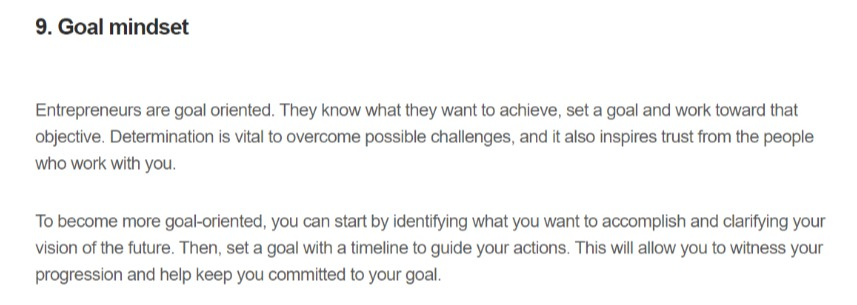 9. Goal mindset
Entrepreneurs are goal oriented. They know what they want to achieve, set a goal and work toward that
objective. Determination is vital to overcome possible challenges, and it also inspires trust from the people
who work with you.
To become more goal-oriented, you can start by identifying what you want to accomplish and clarifying your
vision of the future. Then, set a goal with a timeline to guide your actions. This will allow you to witness your
progression and help keep you committed to your goal.